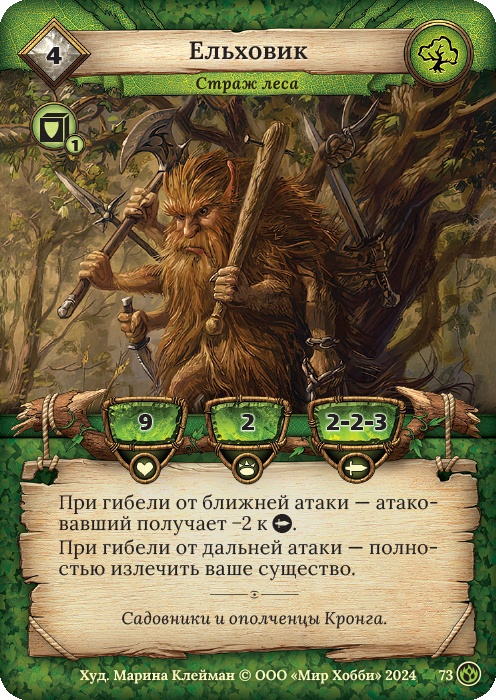 4
Ельховик
Страж леса
1
9
2
2-2-3
При гибели от ближней атаки — атако-
вавший получает −2 к .
При гибели от дальней атаки — полно-
стью излечить ваше существо.
Садовники и ополченцы Кронга.
Худ. Марина Клейман © ООО «Мир Хобби» 2024
73